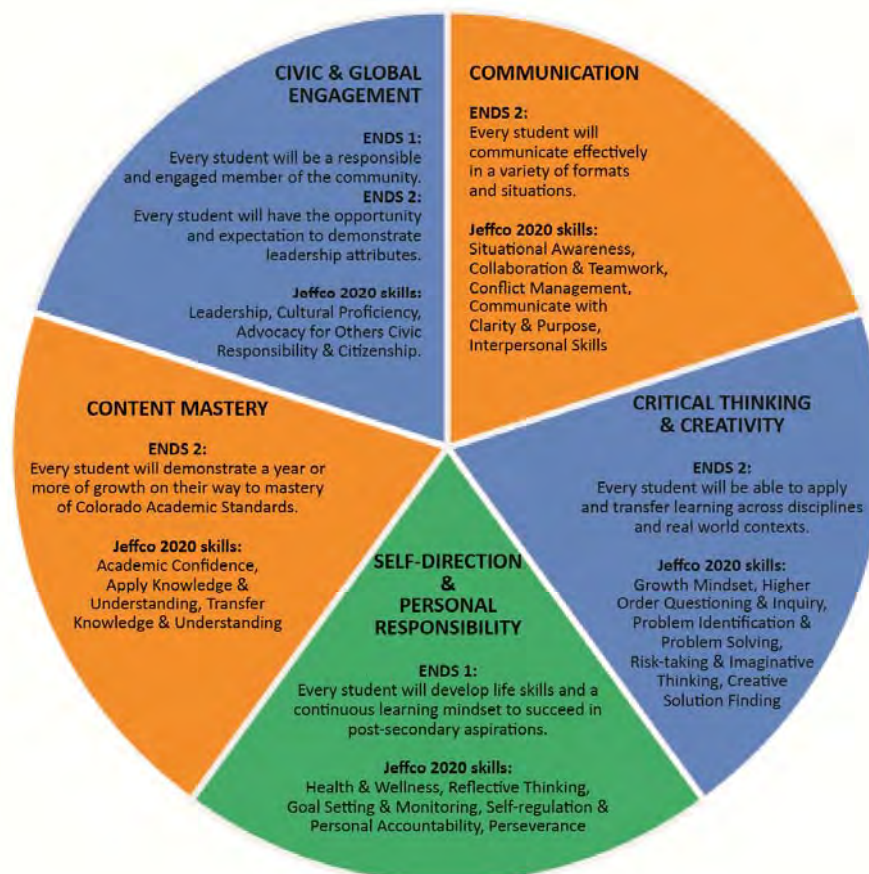 CIVIC & GLOBAL
ENGAGEMENT
ENDS 1:
Every student will be a responsible
and engaged member of the community.
ENDS 2:
Every student will have the opportunity
and expectation to demonstrate
leadership attributes.
Jeffco 2020 skills:
Leadership, Cultural Proficiency,
Advocacy for Others Civic
Responsibility & Citizenship.
COMMUNICATION
ENDS 2:
Every student will
communicate effectively
in a variety of formats
and situations.
Jeffco 2020 skills:
Situational Awareness,
Collaboration & Teamwork,
Conflict Management,
Communicate with
Clarity & Purpose,
Interpersonal Skills
CRITICAL THINKING
& CREATIVITY
ENDS 2:
Every student will be able to apply
and transfer learning across disciplines
and real world contexts.
Jeffco 2020 skills:
Growth Mindset, Higher
Order Questioning & Inquiry,
Problem Identification &
Problem Solving,
Risk-taking & Imaginative
Thinking, Creative
Solution Finding
SELF-DIRECTION
&
PERSONAL
RESPONSIBILITY
ENDS 1:
Every student will develop life skills and a
continuous learning mindset to succeed in
post-secondary aspirations.
Jeffco 2020 skills:
Health & Wellness, Reflective Thinking,
Goal Setting & Monitoring, Self-regulation &
Personal Accountability, Perseverance
CONTENT MASTERY
ENDS 2:
Every student will demonstrate a year or
more of growth on their way to mastery
of Colorado Academic Standards.
Jeffco 2020 skills:
Academic Confidence,
Apply Knowledge &
Understanding, Transfer
Knowledge & Understanding